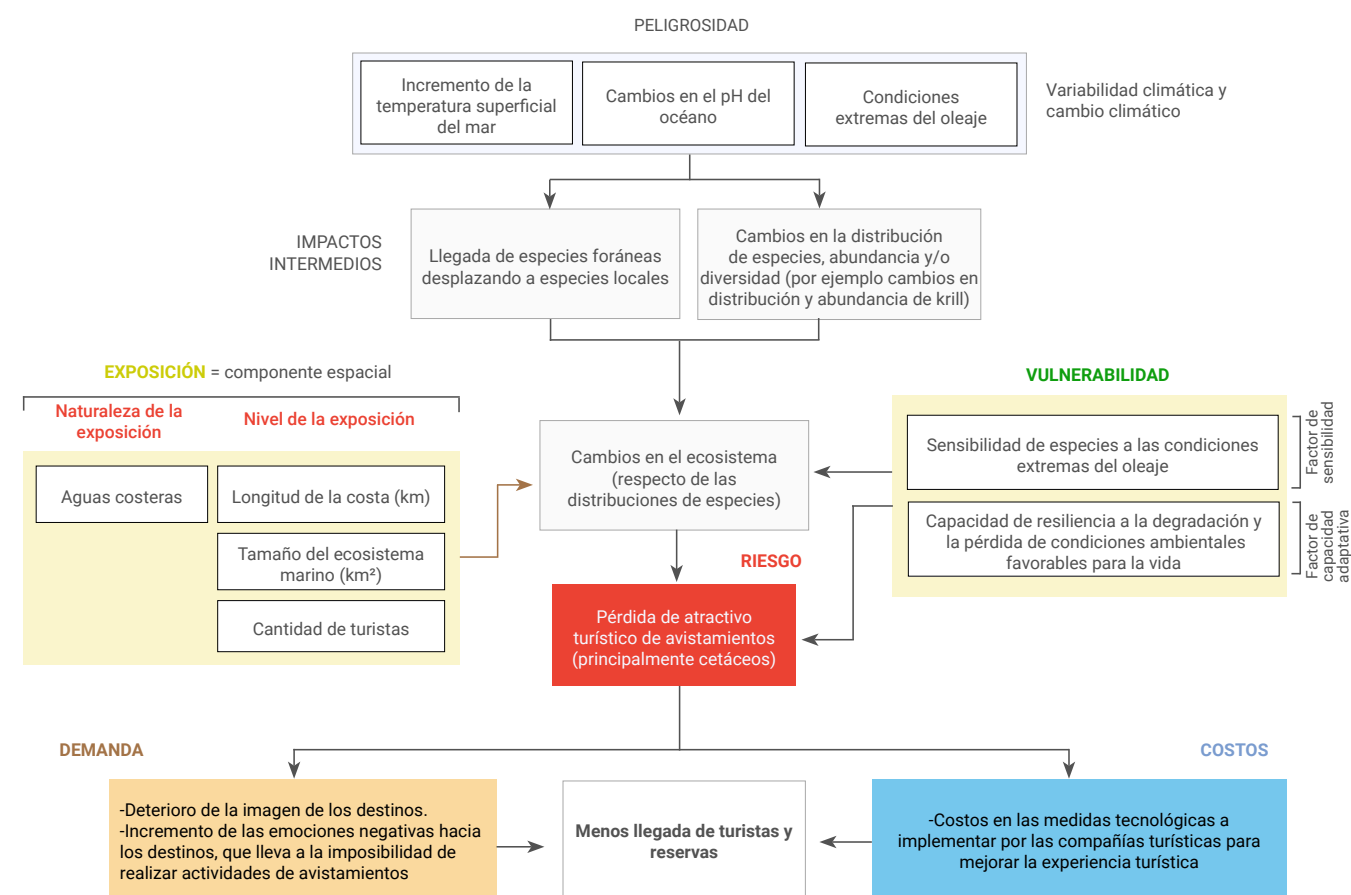 PELIGROSIDAD
Incremento de la
temperatura superficial
del mar
Cambios en el pH del
océano
Condiciones
extremas del oleaje
Variabilidad climática y
cambio climático
IMPACTOS
INTERMEDIOS
Llegada de especies foráneas
desplazando a especies locales
Cambios en la distribución
de especies, abundancia y/o
diversidad (por ejemplo cambios en
distribución y abundancia de krill)
EXPOSICIÓN = componente espacial
Naturaleza de la
exposición
Nivel de la exposición
Aguas costeras
Longitud de la costa (km)
Tamaño del ecosistema
marino (km²)
Cantidad de turistas
Cambios en el ecosistema
(respecto de las
distribuciones de especies)
VULNERABILIDAD
Sensibilidad de especies a las condiciones
extremas del oleaje
Factor de
sensibilidad
Capacidad de resiliencia a la degradación y
la pérdida de condiciones ambientales
favorables para la vida
Factor de
capacidad
adaptativa
RIESGO
Pérdida de atractivo
turístico de avistamientos
(principalmente cetáceos)
DEMANDA
-Deterioro de la imagen de los destinos.
-Incremento de las emociones negativas hacia
los destinos, que lleva a la imposibilidad de
realizar actividades de avistamientos
Menos llegada de turistas y
reservas
COSTOS
-Costos en las medidas tecnológicas a
implementar por las compañías turísticas para
mejorar la experiencia turística